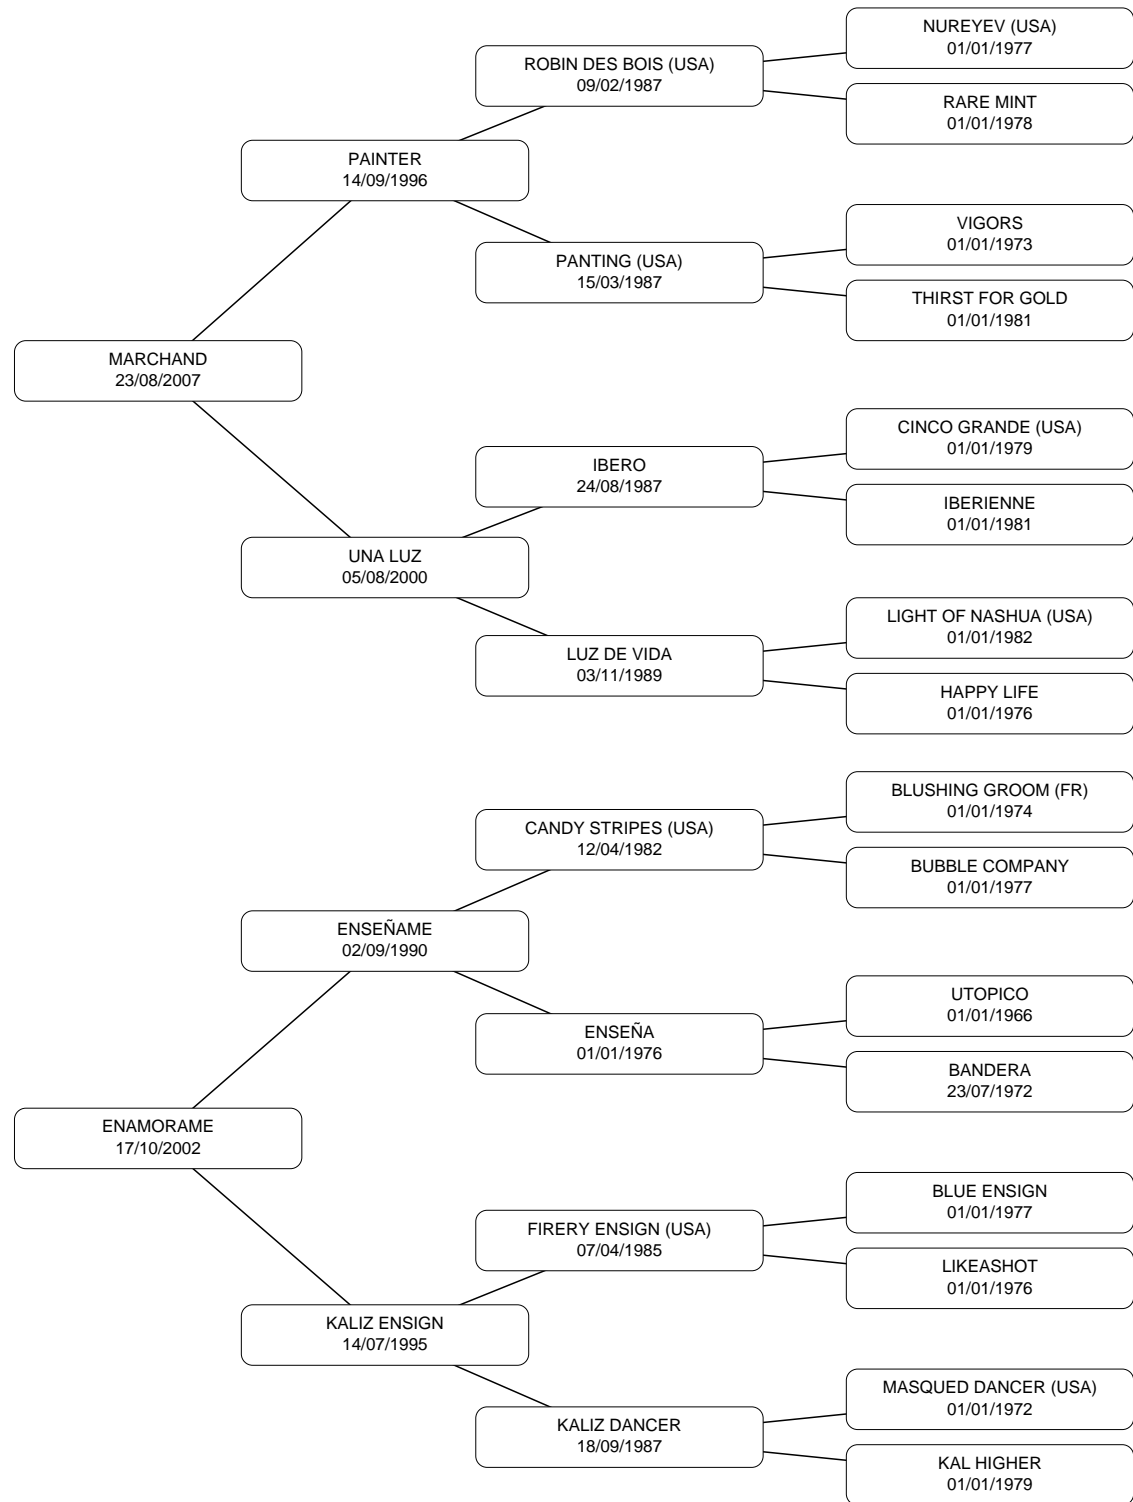 NUREYEV (USA)
01/01/1977
ROBIN DES BOIS (USA)
09/02/1987
RARE MINT
01/01/1978
PAINTER
14/09/1996
VIGORS
01/01/1973
PANTING (USA)
15/03/1987
THIRST FOR GOLD
01/01/1981
MARCHAND
23/08/2007
CINCO GRANDE (USA)
01/01/1979
IBERO
24/08/1987
IBERIENNE
01/01/1981
UNA LUZ
05/08/2000
LIGHT OF NASHUA (USA)
01/01/1982
LUZ DE VIDA
03/11/1989
HAPPY LIFE
01/01/1976
BLUSHING GROOM (FR)
01/01/1974
CANDY STRIPES (USA)
12/04/1982
BUBBLE COMPANY
01/01/1977
ENSEÑAME
02/09/1990
UTOPICO
01/01/1966
ENSEÑA
01/01/1976
BANDERA
23/07/1972
ENAMORAME
17/10/2002
BLUE ENSIGN
01/01/1977
FIRERY ENSIGN (USA)
07/04/1985
LIKEASHOT
01/01/1976
KALIZ ENSIGN
14/07/1995
MASQUED DANCER (USA)
01/01/1972
KALIZ DANCER
18/09/1987
KAL HIGHER
01/01/1979